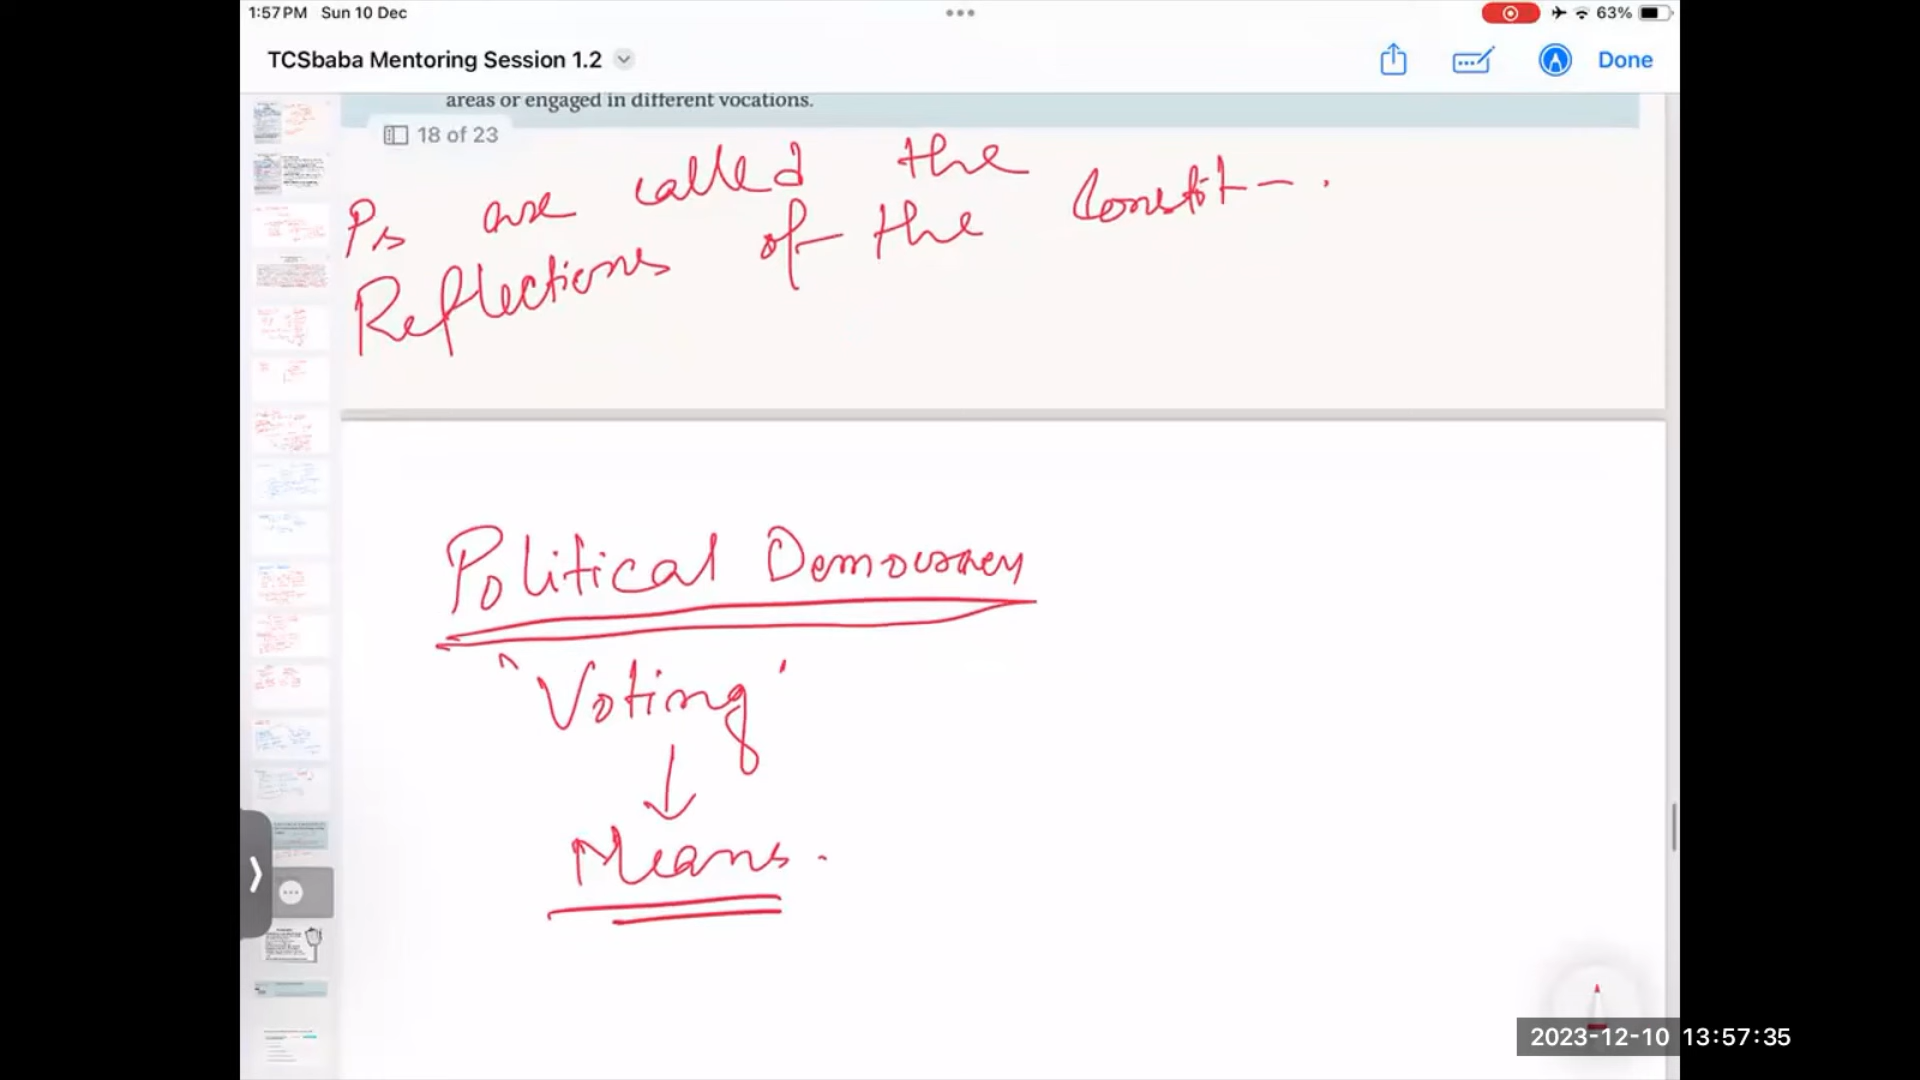 1:57 PM Sun 10 Dec
63%
TCSbaba Mentoring Session 1.2
Done
areas or engaged in different vocations.
18 of 23
Ps are called the
Reflections of the Constit - .
Political Democracy
"Voting"
Means.
2023-12-10 13:57:35